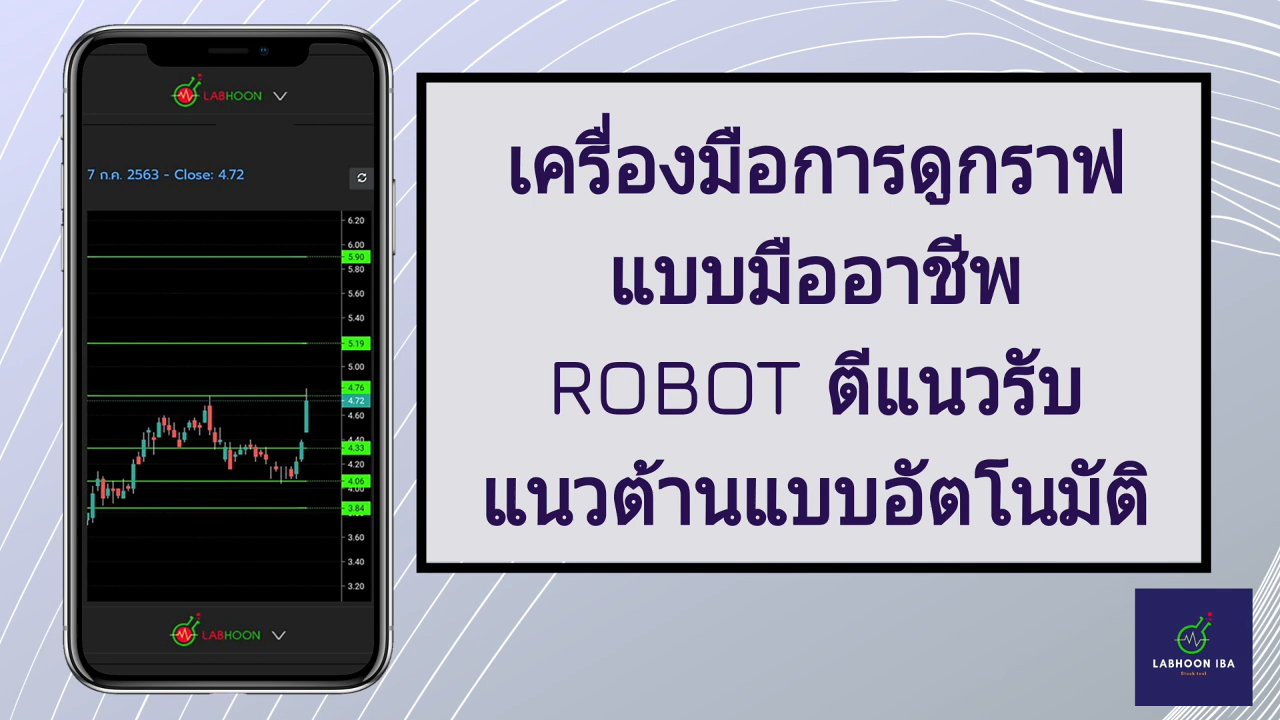 LABHOON
7 ก.ค. 2563 - Close: 4.72
6.20
6.00
5.90
5.80
5.60
5.40
5.19
5.00
4.76
4.72
4.60
4.40
4.33
4.20
4.06
4.00
3.84
3.60
3.40
3.20
LABHOON
เครื่องมือการดูกราฟ
แบบมืออาชีพ
ROBOT ตีแนวรับ
แนวต้านแบบอัตโนมัติ
LABHOON IBA
Stock tool